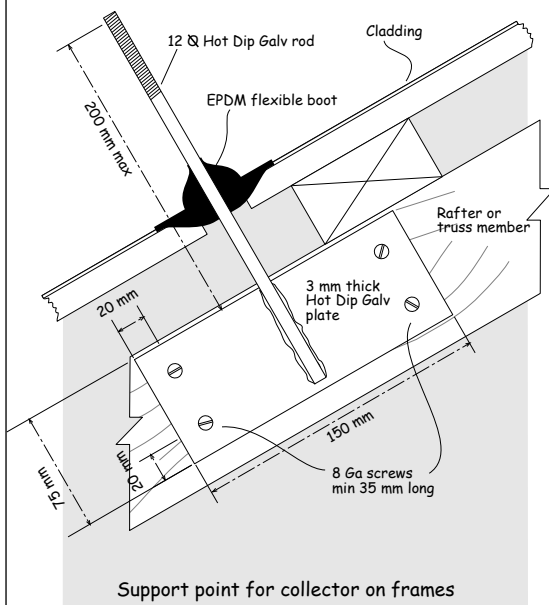 12 Ø Hot Dip Galv rod
Cladding
EPDM flexible boot
200 mm max
Rafter or
truss member
3 mm thick
Hot Dip Galv
plate
20 mm
150 mm
20 mm
75 mm
8 Ga screws
min 35 mm long
Support point for collector on frames